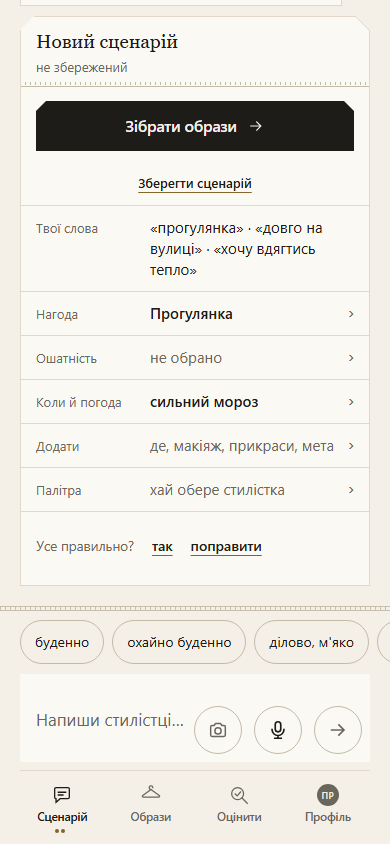 Новий сценарій
не збережений
Зібрати образи →
Зберегти сценарій
Твої слова
«прогулянка» · «довго на
вулиці» · «хочу вдягтись
тепло»
Нагода Прогулянка
Ошатність не обрано
Коли й погода сильний мороз
Додати де, макіяж, прикраси, мета
Палітра хай обере стилістка
Усе правильно? так поправити
буденно охайно буденно ділово, м'яко
Напиши стилістці...
ПР
Сценарій Образи Оцінити Профіль